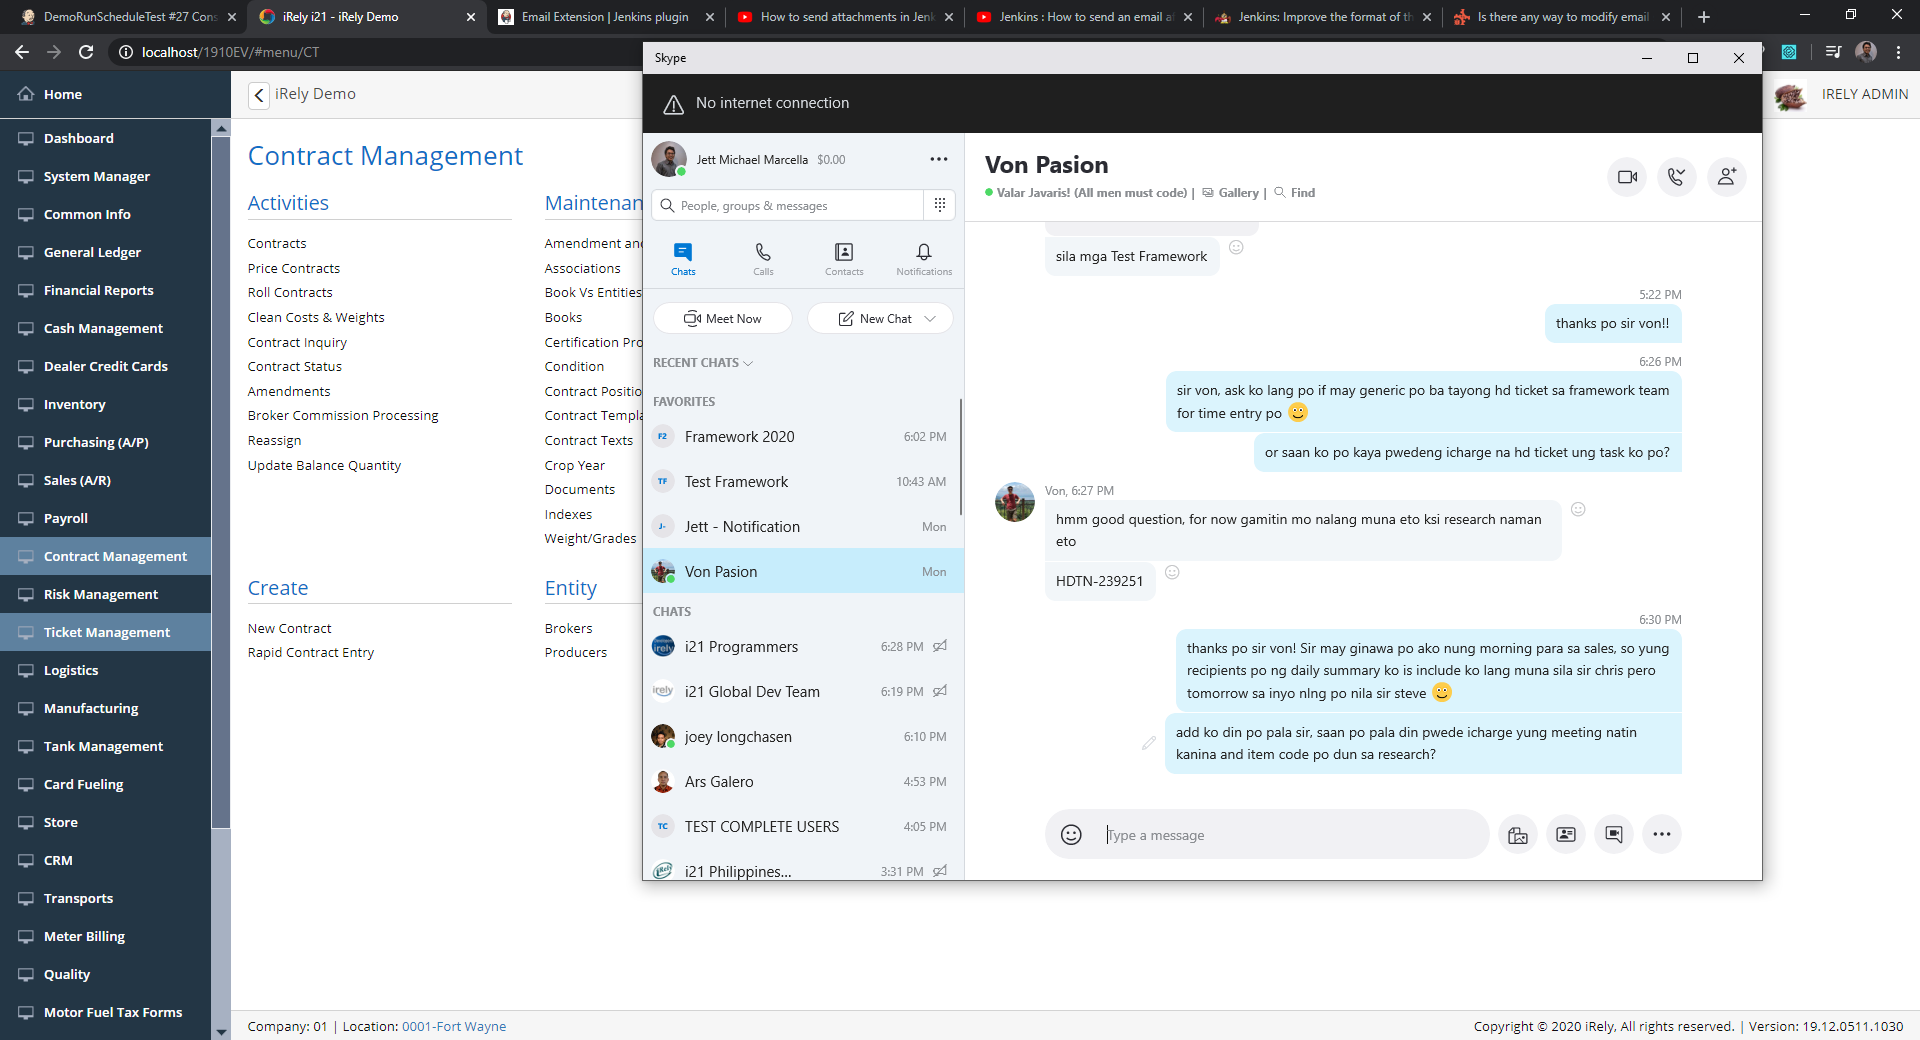 DemoRunScheduleTest #27 Cons
iRely i21 - iRely Demo
Email Extension | Jenkins plugin
How to send attachments in Jenk
Jenkins : How to send an email a
Jenkins: Improve the format of th
Is there any way to modify email
localhost/1910EV/#menu/CT
Home
Dashboard
System Manager
Common Info
General Ledger
Financial Reports
Cash Management
Dealer Credit Cards
Inventory
Purchasing (A/P)
Sales (A/R)
Payroll
Contract Management
Risk Management
Ticket Management
Logistics
Manufacturing
Tank Management
Card Fueling
Store
CRM
Transports
Meter Billing
Quality
Motor Fuel Tax Forms
iRely Demo
IRELY ADMIN
Contract Management
Activities
Contracts
Price Contracts
Roll Contracts
Clean Costs & Weights
Contract Inquiry
Contract Status
Amendments
Broker Commission Processing
Reassign
Update Balance Quantity
Maintenan
Amendment and
Associations
Book Vs Entities
Books
Certification Pro
Condition
Contract Positio
Contract Templa
Contract Texts
Crop Year
Documents
Indexes
Weight/Grades
Create
New Contract
Rapid Contract Entry
Entity
Brokers
Producers
Skype
No internet connection
Jett Michael Marcella $0.00
People, groups & messages
Chats
Calls
Contacts
Notifications
Meet Now
New Chat
RECENT CHATS
FAVORITES
F2 Framework 2020 6:02 PM
TF Test Framework 10:43 AM
J- Jett - Notification Mon
Von Pasion Mon
CHATS
i21 Programmers 6:28 PM
irely i21 Global Dev Team 6:19 PM
joey longchasen 6:10 PM
Ars Galero 4:53 PM
TC TEST COMPLETE USERS 4:05 PM
iRely i21 Philippines... 3:31 PM
Von Pasion
Valar Javaris! (All men must code) | Gallery | Find
sila mga Test Framework
5:22 PM
thanks po sir von!!
6:26 PM
sir von, ask ko lang po if may generic po ba tayong hd ticket sa framework team
for time entry po
or saan ko po kaya pwedeng icharge na hd ticket ung task ko po?
Von, 6:27 PM
hmm good question, for now gamitin mo nalang muna eto ksi research naman
eto
HDTN-239251
6:30 PM
thanks po sir von! Sir may ginawa po ako nung morning para sa sales, so yung
recipients po ng daily summary ko is include ko lang muna sila sir chris pero
tomorrow sa inyo nlng po nila sir steve
add ko din po pala sir, saan po pala din pwede icharge yung meeting natin
kanina and item code po dun sa research?
Type a message
Company: 01 | Location: 0001-Fort Wayne
Copyright © 2020 iRely, All rights reserved. | Version: 19.12.0511.1030